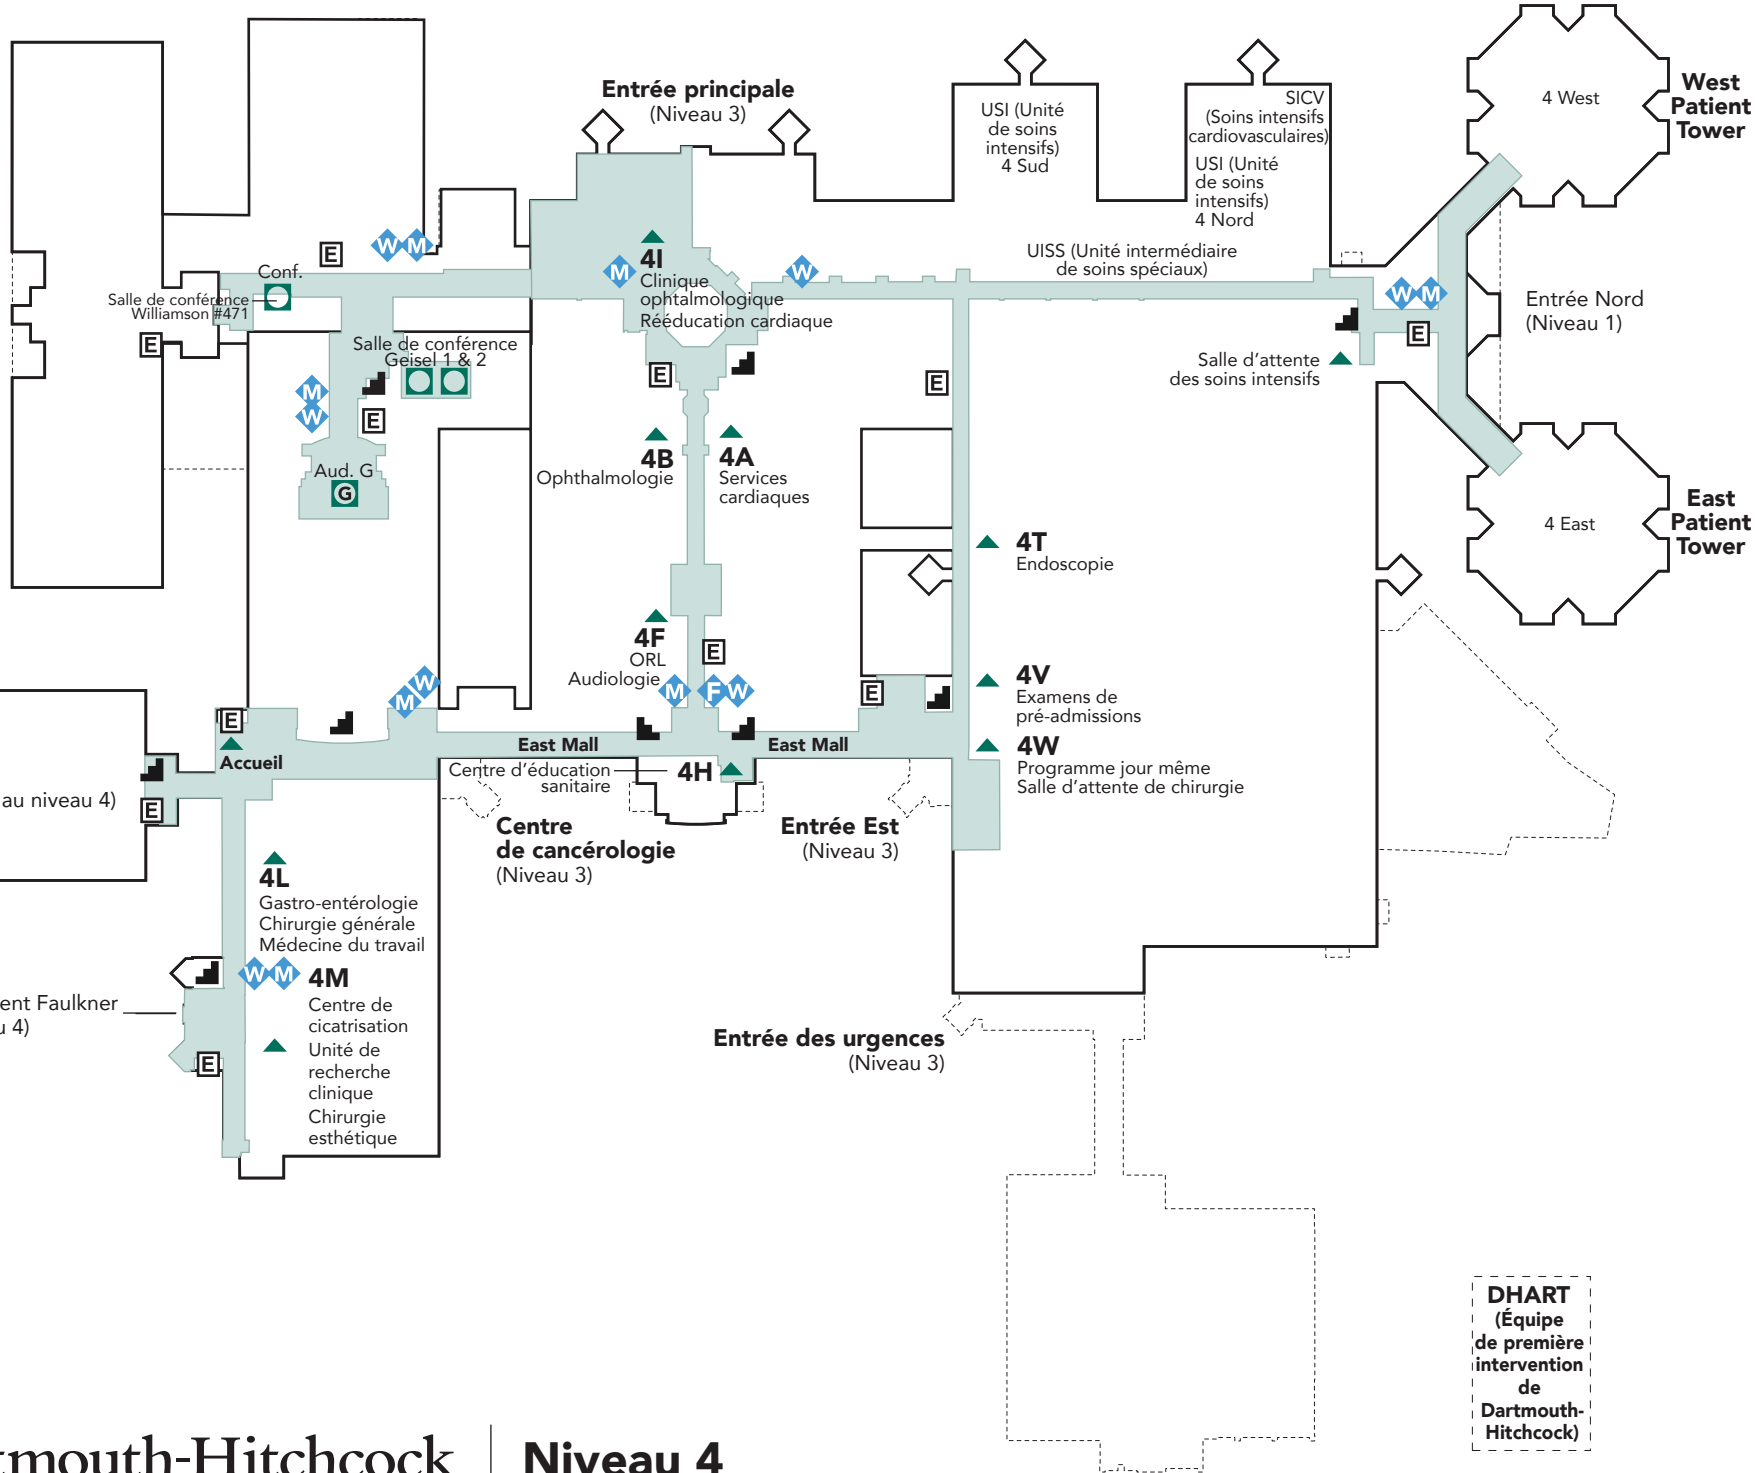 Entrée principale
(Niveau 3)
USI (Unité
de soins
intensifs)
4 Sud
SICV
(Soins intensifs
cardiovasculaires)
USI (Unité
de soins
intensifs)
4 Nord
4 West
West
Patient
Tower
E
W M
M
4I
Clinique
ophtalmologique
Rééducation cardiaque
W
UISS (Unité intermédiaire
de soins spéciaux)
W M
E
Entrée Nord
(Niveau 1)
Conf.
Salle de conférence
Williamson #471
E
Salle de conférence
Geisel 1 & 2
M
W
E
E
E
Salle d'attente
des soins intensifs
Aud. G
G
4B
Ophthalmologie
4A
Services
cardiaques
4 East
East
Patient
Tower
4T
Endoscopie
4F
ORL
Audiologie
E
M
F W
W
M
E
4V
Examens de
pré-admissions
E
Accueil
East Mall
East Mall
4W
Programme jour même
Salle d'attente de chirurgie
Centre d'éducation
sanitaire
4H
au niveau 4)
E
Centre
de cancérologie
(Niveau 3)
Entrée Est
(Niveau 3)
4L
Gastro-entérologie
Chirurgie générale
Médecine du travail
W M
4M
Centre de
cicatrisation
Unité de
recherche
clinique
Chirurgie
esthétique
ent Faulkner
u 4)
E
Entrée des urgences
(Niveau 3)
DHART
(Équipe
de première
intervention
de
Dartmouth-
Hitchcock)
tmouth-Hitchcock
Niveau 4